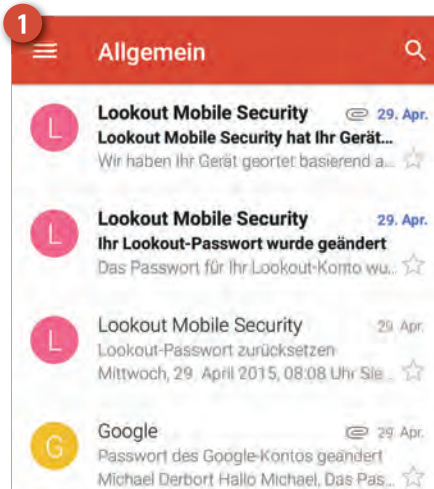 1
Allgemein
L
Lookout Mobile Security 29. Apr.
Lookout Mobile Security hat Ihr Gerät...
Wir haben Ihr Gerät geortet basierend a...
L
Lookout Mobile Security 29. Apr.
Ihr Lookout-Passwort wurde geändert
Das Passwort für Ihr Lookout-Konto wu...
L
Lookout Mobile Security 29. Apr.
Lookout-Passwort zurücksetzen
Mittwoch, 29. April 2015, 08:08 Uhr Sie ...
G
Google 29. Apr.
Passwort des Google-Kontos geändert
Michael Derbort Hallo Michael, Das Pas...